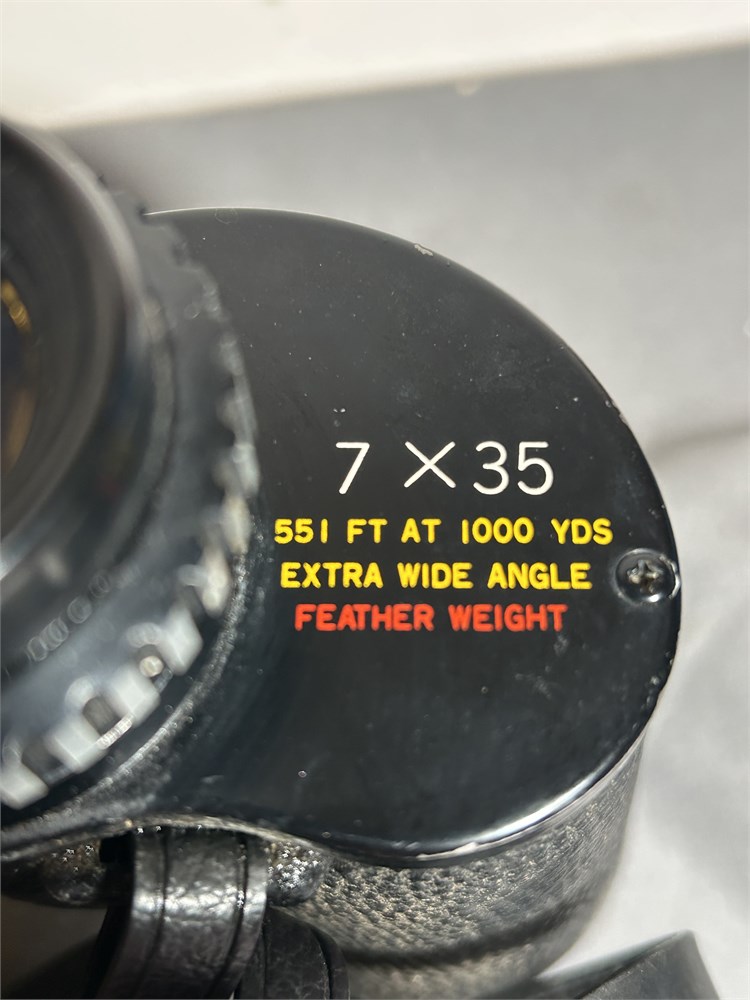 7 × 35
551 FT AT 1000 YDS
EXTRA WIDE ANGLE
FEATHER WEIGHT